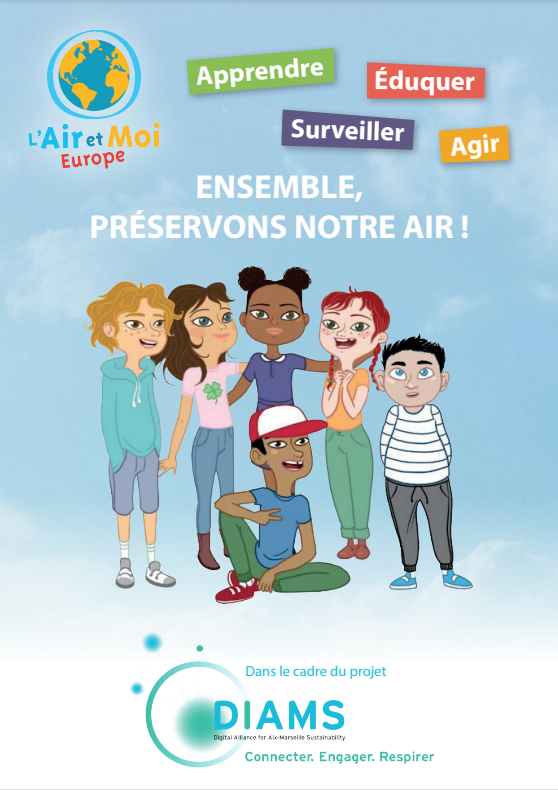 L'Air et Moi
Europe
Apprendre
Éduquer
Surveiller
Agir
ENSEMBLE,
PRÉSERVONS NOTRE AIR !
Dans le cadre du projet
DIAMS
Digital Alliance for Aix-Marseille Sustainability
Connecter. Engager. Respirer